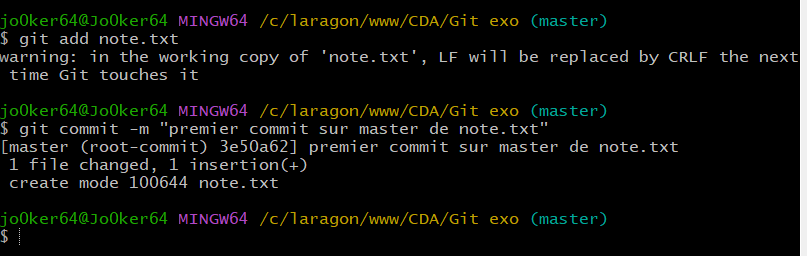 jo0ker64@Jo0ker64 MINGW64 /c/laragon/www/CDA/Git exo (master)
$ git add note.txt
warning: in the working copy of 'note.txt', LF will be replaced by CRLF the next
 time Git touches it
jo0ker64@Jo0ker64 MINGW64 /c/laragon/www/CDA/Git exo (master)
$ git commit -m "premier commit sur master de note.txt"
[master (root-commit) 3e50a62] premier commit sur master de note.txt
 1 file changed, 1 insertion(+)
 create mode 100644 note.txt
jo0ker64@Jo0ker64 MINGW64 /c/laragon/www/CDA/Git exo (master)
$